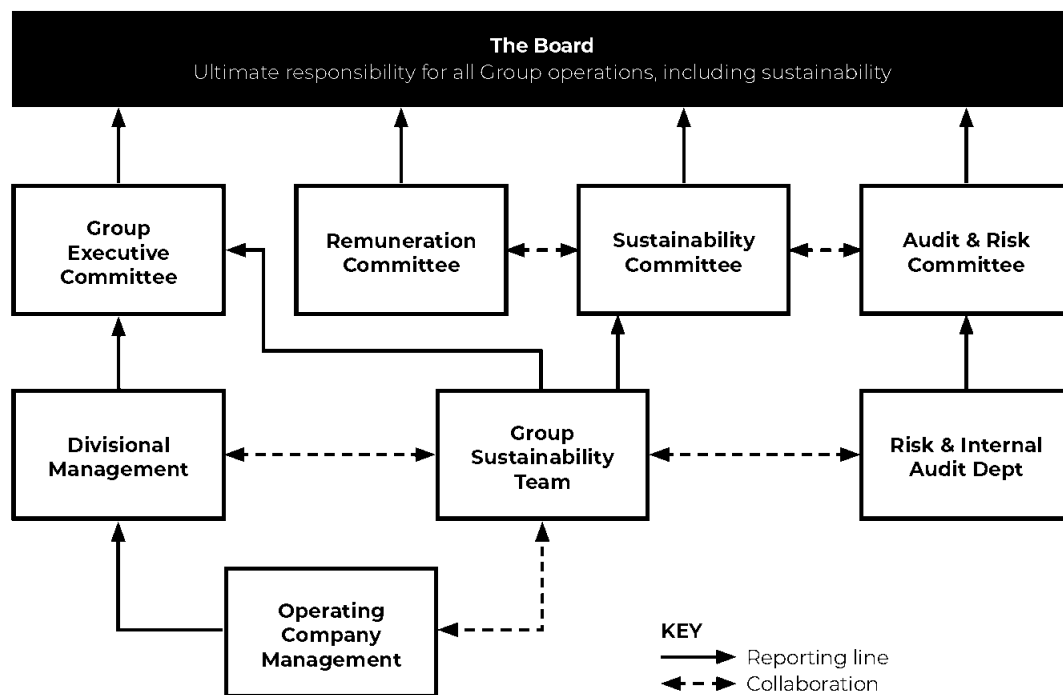 The Board
Ultimate responsibility for all Group operations, including sustainability
Group
Executive
Committee
Remuneration
Committee
Sustainability
Committee
Audit & Risk
Committee
Divisional
Management
Group
Sustainability
Team
Risk & Internal
Audit Dept
Operating
Company
Management
KEY
Reporting line
Collaboration